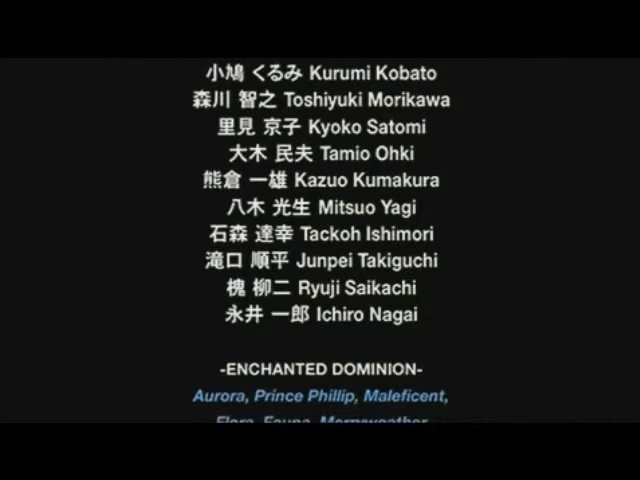 小鳩 くるみ Kurumi Kobato
森川 智之 Toshiyuki Morikawa
里見 京子 Kyoko Satomi
大木 民夫 Tamio Ohki
熊倉 一雄 Kazuo Kumakura
八木 光生 Mitsuo Yagi
石森 達幸 Tackoh Ishimori
滝口 順平 Junpei Takiguchi
槐 柳二 Ryuji Saikachi
永井 一郎 Ichiro Nagai
-ENCHANTED DOMINION-
Aurora, Prince Phillip, Maleficent,
Flora, Fauna, Merryweather